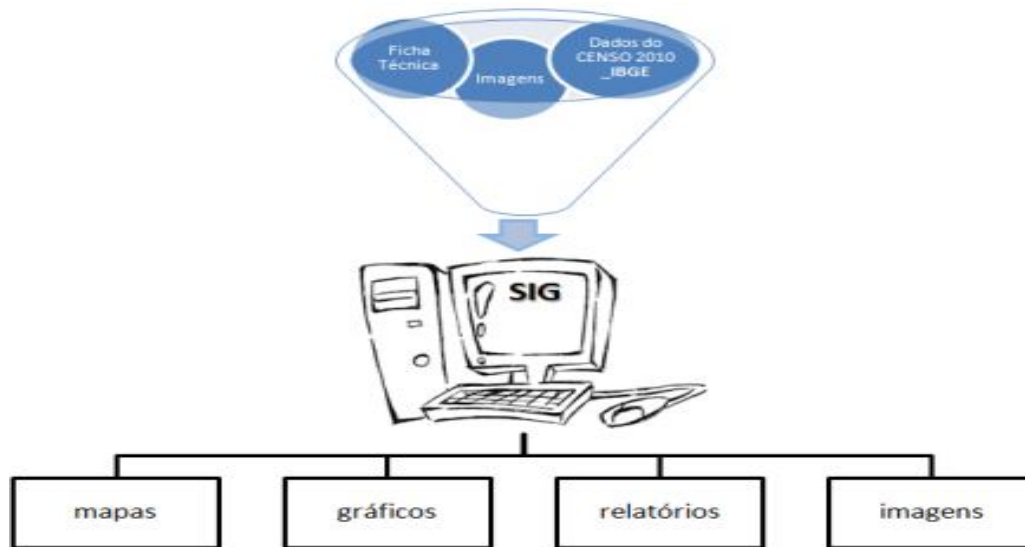 Ficha
Técnica
Imagens
Dados do
CENSO 2010
_IBGE
SIG
mapas
gráficos
relatórios
imagens